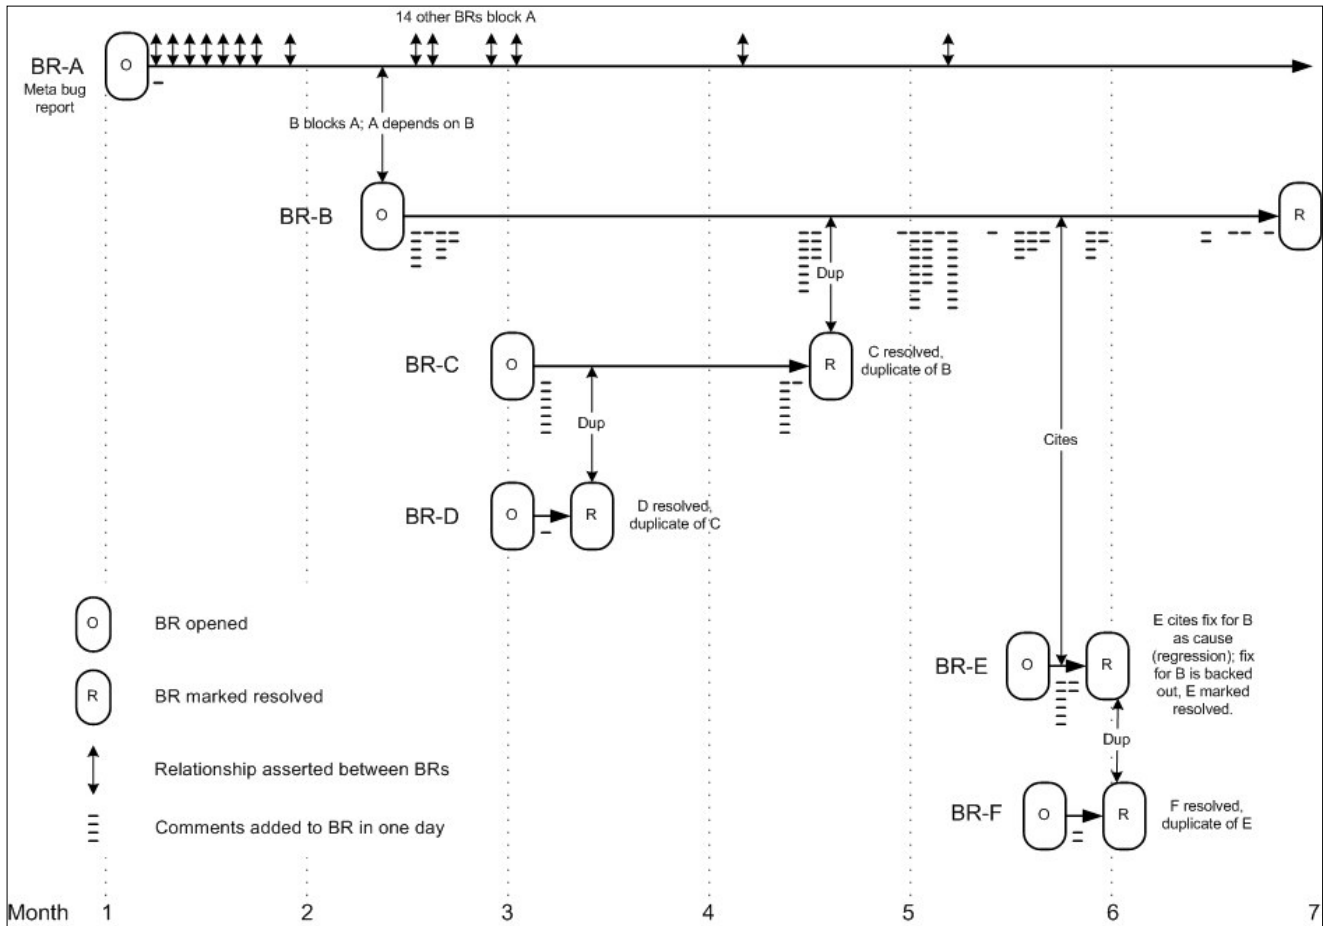 14 other BRs block A
O
BR-A
Meta bug
report
B blocks A; A depends on B
BR-B
O
R
Dup
BR-C
O
R
C resolved,
duplicate of B
Dup
Cites
BR-D
O
R
D resolved,
duplicate of C
O
BR opened
R
BR marked resolved
Relationship asserted between BRs
Comments added to BR in one day
BR-E
O
R
E cites fix for B
as cause
(regression); fix
for B is backed
out, E marked
resolved.
Dup
BR-F
O
R
F resolved,
duplicate of E
Month 1 2 3 4 5 6 7